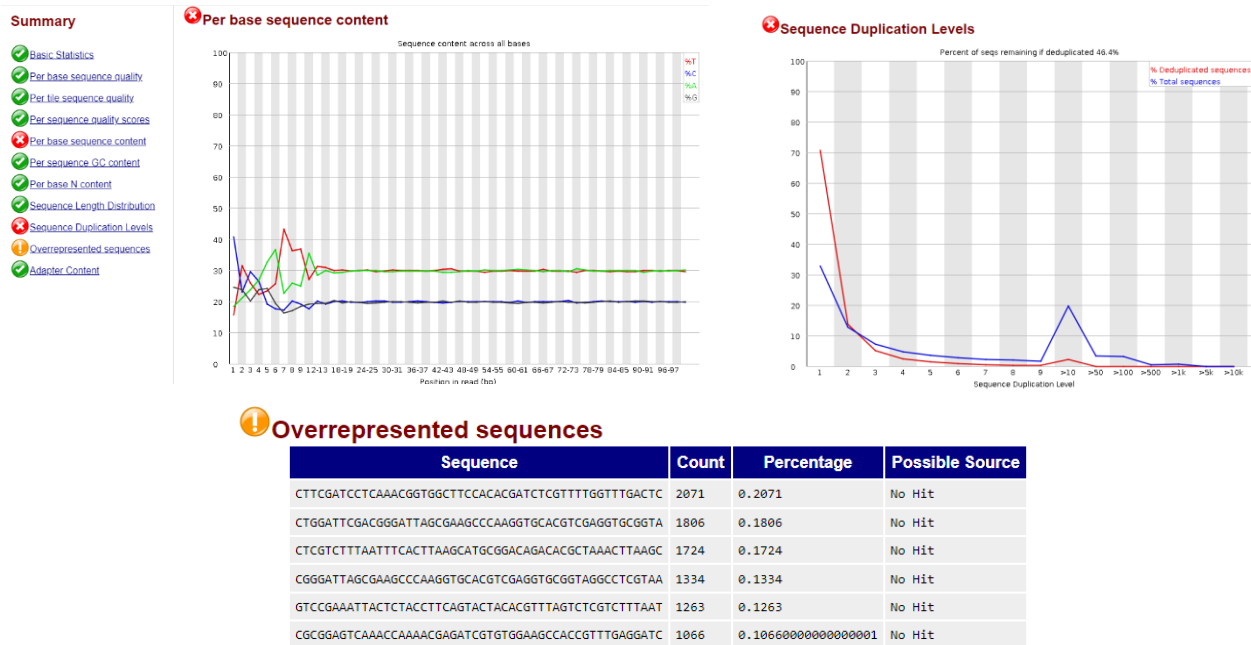 Summary
Basic Statistics
Per base sequence quality
Per tile sequence quality
Per sequence quality scores
Per base sequence content
Per sequence GC content
Per base N content
Sequence Length Distribution
Sequence Duplication Levels
Overrepresented sequences
Adapter Content
Per base sequence content
Sequence content across all bases
%T
%C
%A
%G
100
90
80
70
60
50
40
30
20
10
0
1 2 3 4 5 6 7 8 9 12-13 18-19 24-25 30-31 36-37 42-43 48-49 54-55 60-61 66-67 72-73 78-79 84-85 90-91 96-97
Position in read (bp)
Sequence Duplication Levels
Percent of seqs remaining if deduplicated 46.4%
% Deduplicated sequences
% Total sequences
100
90
80
70
60
50
40
30
20
10
0
1 2 3 4 5 6 7 8 9 >10 >50 >100 >500 >1k >5k >10k
Sequence Duplication Level
Overrepresented sequences
Sequence Count Percentage Possible Source
CTTCGATCCTCAAACGGTGGCTTCCACACGATCTCGTTTTGGTTTGACTC 2071 0.2071 No Hit
CTGGATTCGACGGGATTAGCGAAGCCCAAGGTGCACGTCGAGGTGCGGTA 1806 0.1806 No Hit
CTCGTCTTTAATTTCACTTAAGCATGCGGACAGACACGCTAAACTTAAGC 1724 0.1724 No Hit
CGGGATTAGCGAAGCCCAAGGTGCACGTCGAGGTGCGGTAGGCCTCGTAA 1334 0.1334 No Hit
GTCCGAAATTACTCTACCTTCAGTACTACACGTTTAGTCTCGTCTTTAAT 1263 0.1263 No Hit
CGCGGAGTCAAACCAAAACGAGATCGTGTGGAAGCCACCGTTTGAGGATC 1066 0.10660000000000001 No Hit